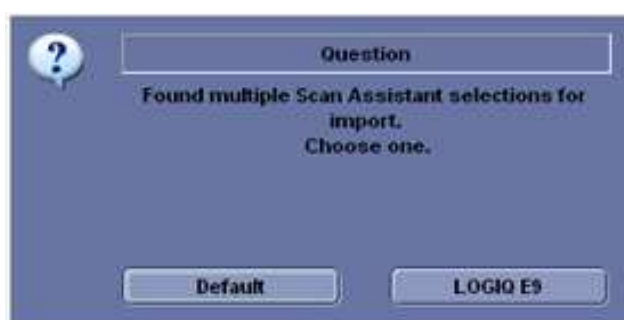 ?
Question
Found multiple Scan Assistant selections for
import.
Choose one.
Default
LOGIQ E9